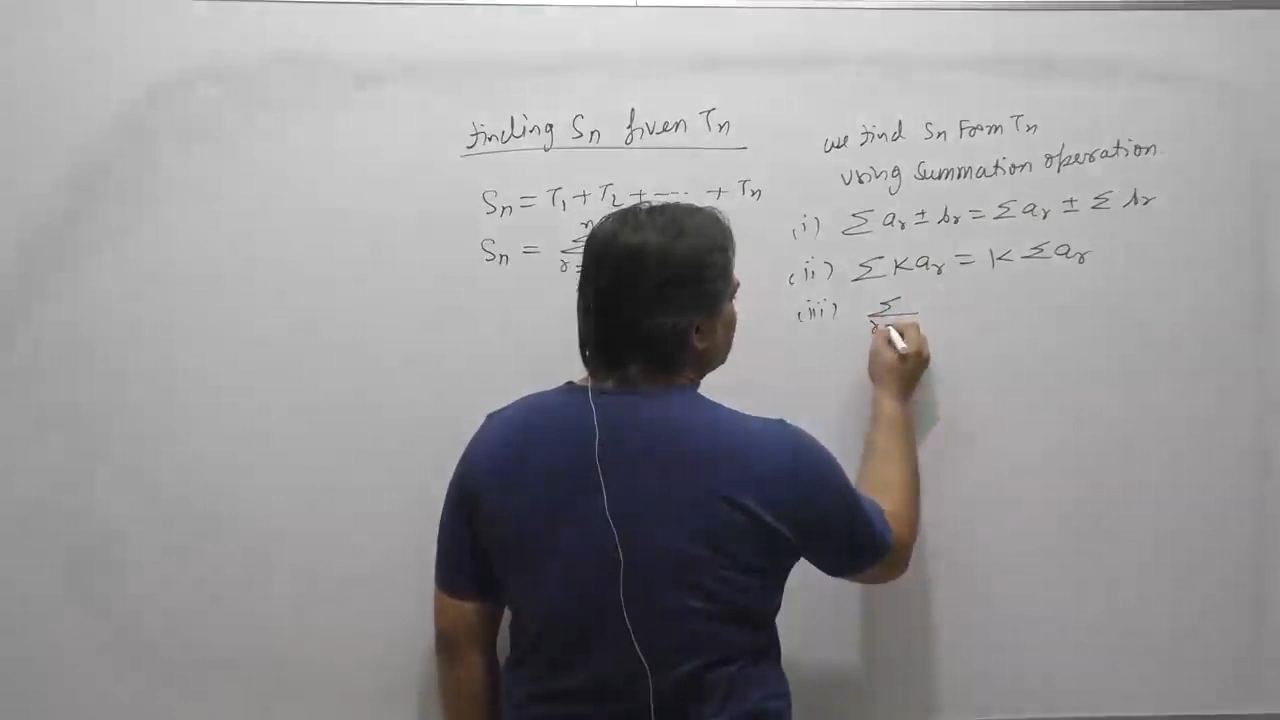 finding Sn given Tn
Sn = T1 + T2 + ... + Tn
Sn = Σ
we find Sn From Tn
using Summation operation
(i) Σ ar ± br = Σ ar ± Σ br
(ii) Σ K ar = K Σ ar
(iii) Σ